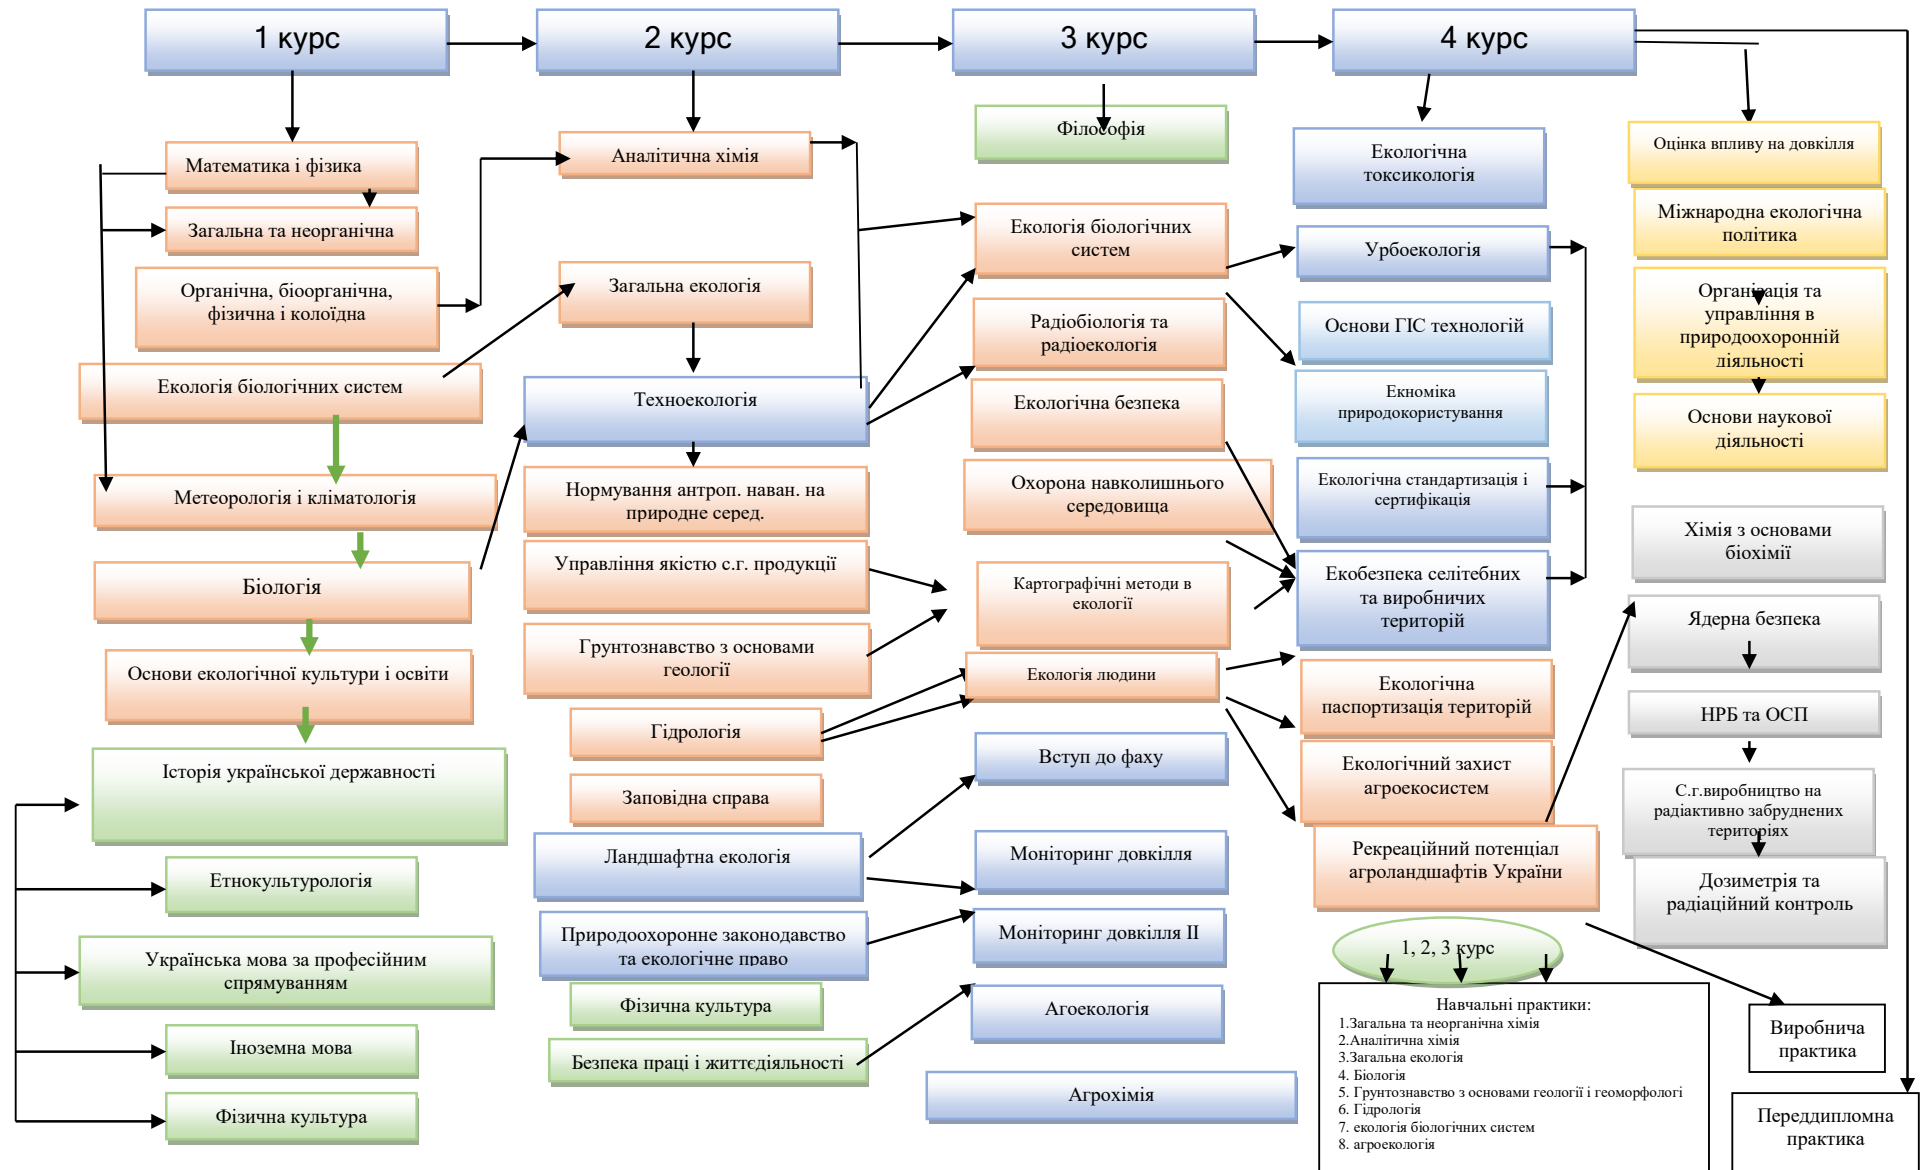 1 курс
2 курс
3 курс
4 курс
Математика і фізика
Загальна та неорганічна
Органічна, біоорганічна,
фізична і колоїдна
Екологія біологічних систем
Метеорологія і кліматологія
Біологія
Основи екологічної культури і освіти
Історія української державності
Етнокультурологія
Українська мова за професійним
спрямуванням
Іноземна мова
Фізична культура
Аналітична хімія
Загальна екологія
Техноекологія
Нормування антроп. наван. на
природне серед.
Управління якістю с.г. продукції
Грунтознавство з основами
геології
Гідрологія
Заповідна справа
Ландшафтна екологія
Природоохоронне законодавство
та екологічне право
Фізична культура
Безпека праці і життєдіяльності
Філософія
Екологія біологічних
систем
Радіобіологія та
радіоекологія
Екологічна безпека
Охорона навколишнього
середовища
Картографічні методи в
екології
Екологія людини
Вступ до фаху
Моніторинг довкілля
Моніторинг довкілля ІІ
Агоекологія
Агрохімія
Екологічна
токсикологія
Урбоекологія
Основи ГІС технологій
Екноміка
природокористування
Екологічна стандартизація і
сертифікація
Екобезпека селітебних
та виробничих
територій
Екологічна
паспортизація територій
Екологічний захист
агроекосистем
Рекреаційний потенціал
агроландшафтів України
1, 2, 3 курс
Навчальні практики:
1.Загальна та неорганічна хімія
2.Аналітична хімія
3.Загальна екологія
4. Біологія
5. Грунтознавство з основами геології і геоморфологі
6. Гідрологія
7. екологія біологічних систем
8. агроекологія
Оцінка впливу на довкілля
Міжнародна екологічна
політика
Організація та
управління в
природоохоронній
діяльності
Основи наукової
діяльності
Хімія з основами
біохімії
Ядерна безпека
НРБ та ОСП
С.г.виробництво на
радіактивно забруднених
територіях
Дозиметрія та
радіаційний контроль
Виробнича
практика
Переддипломна
практика